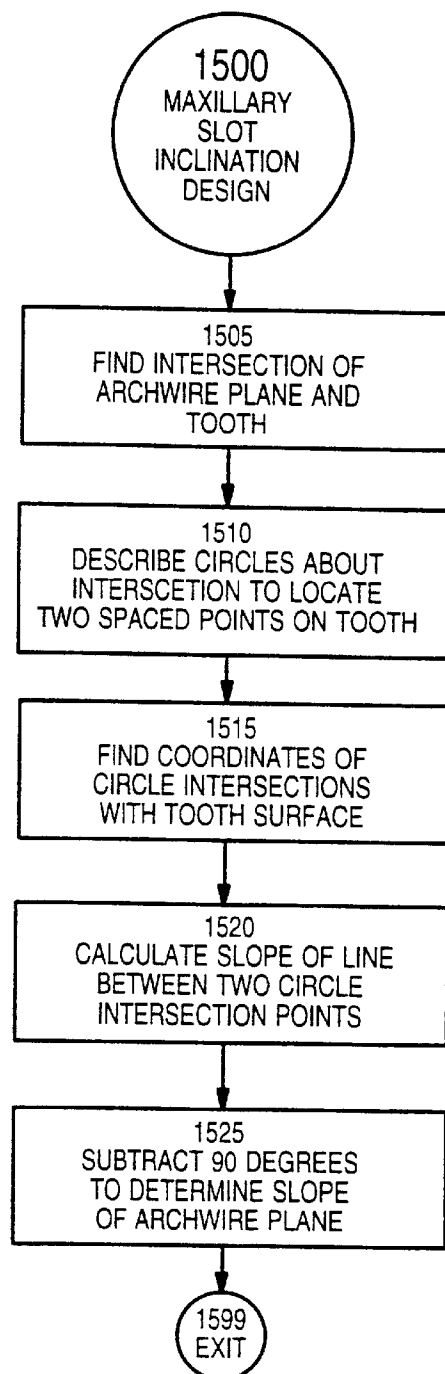 1500
MAXILLARY
SLOT
INCLINATION
DESIGN
1505
FIND INTERSECTION OF
ARCHWIRE PLANE AND
TOOTH
1510
DESCRIBE CIRCLES ABOUT
INTERSCETION TO LOCATE
TWO SPACED POINTS ON TOOTH
1515
FIND COORDINATES OF
CIRCLE INTERSECTIONS
WITH TOOTH SURFACE
1520
CALCULATE SLOPE OF LINE
BETWEEN TWO CIRCLE
INTERSECTION POINTS
1525
SUBTRACT 90 DEGREES
TO DETERMINE SLOPE
OF ARCHWIRE PLANE
1599
EXIT